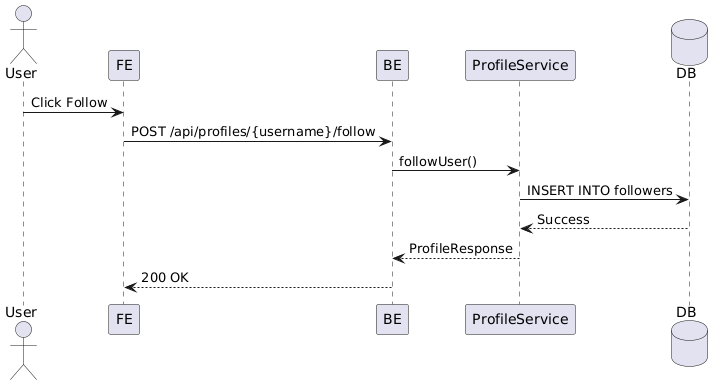 User
FE
BE
ProfileService
DB
Click Follow
POST /api/profiles/{username}/follow
followUser()
INSERT INTO followers
Success
ProfileResponse
200 OK
User
FE
BE
ProfileService
DB